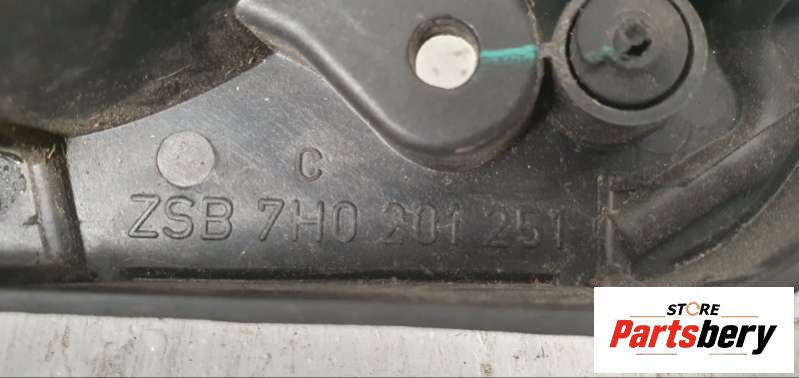 C
ZSB 7H0 201 251
STORE
Partsbery